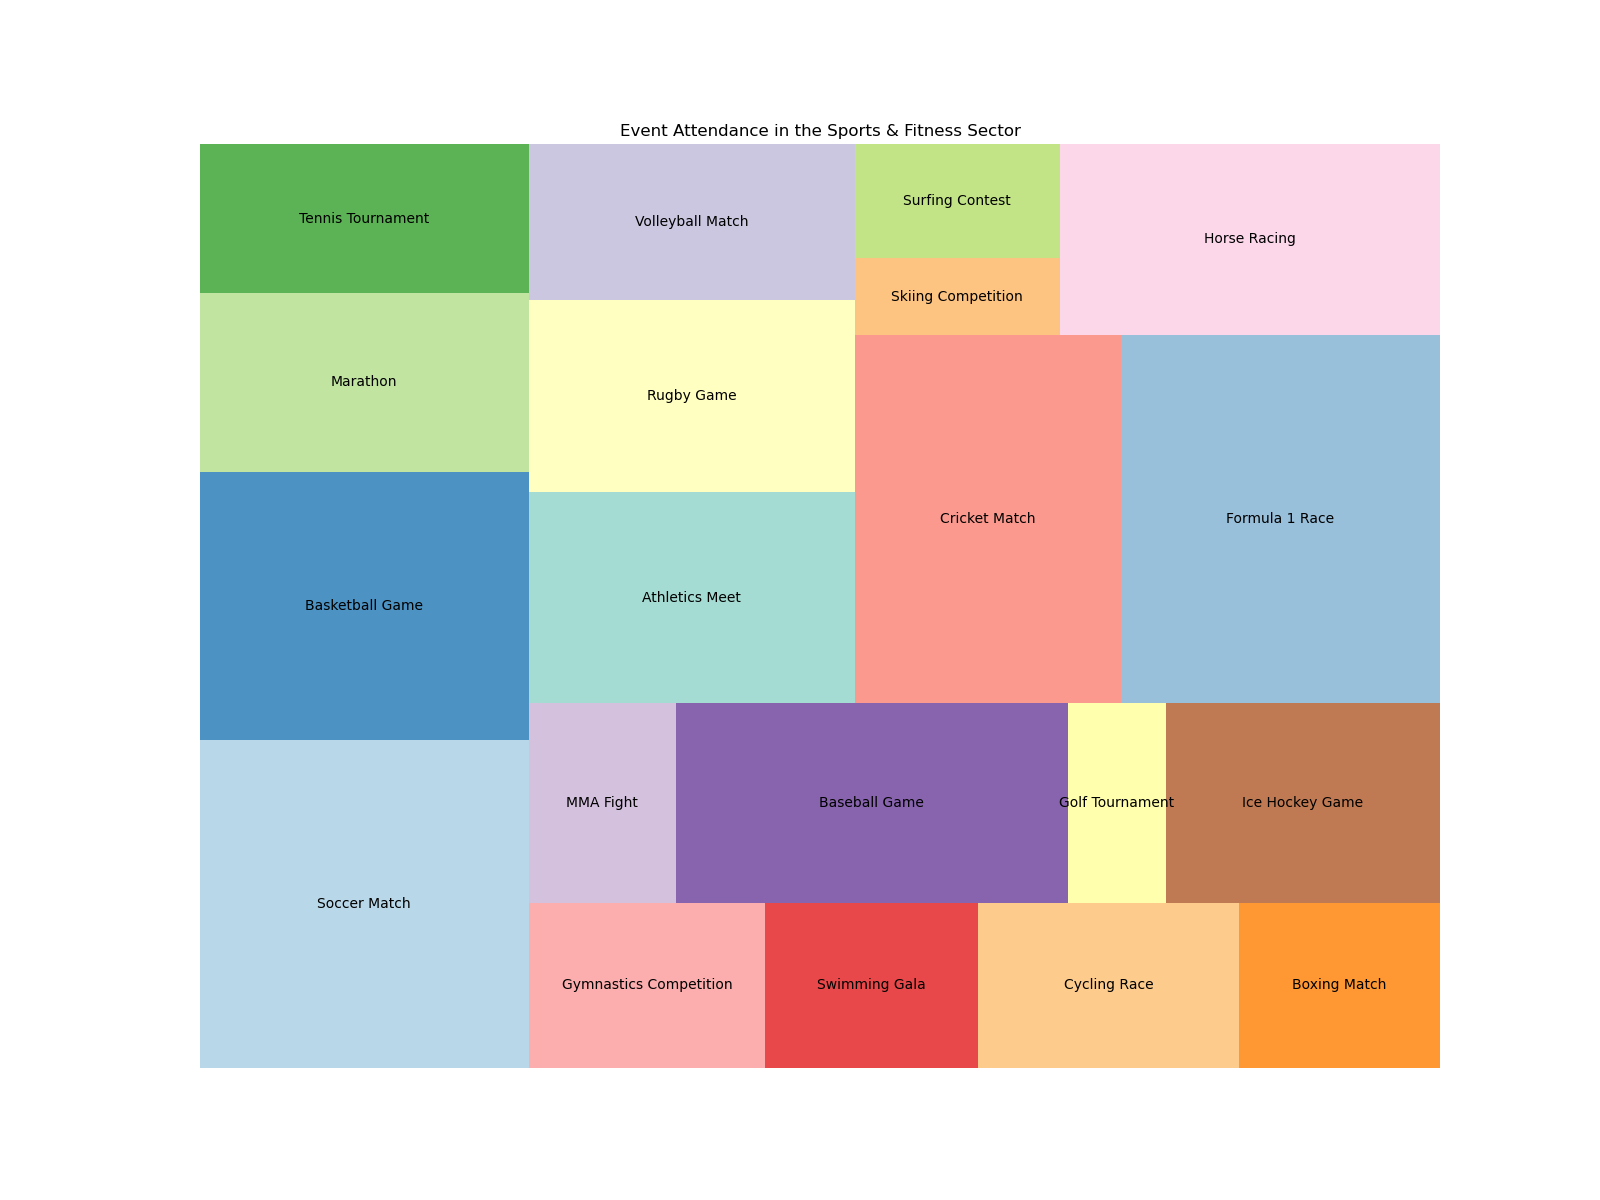 Event Attendance in the Sports & Fitness Sector
Tennis Tournament
Volleyball Match
Surfing Contest
Horse Racing
Skiing Competition
Marathon
Rugby Game
Cricket Match
Formula 1 Race
Basketball Game
Athletics Meet
MMA Fight
Baseball Game
Golf Tournament
Ice Hockey Game
Soccer Match
Gymnastics Competition
Swimming Gala
Cycling Race
Boxing Match